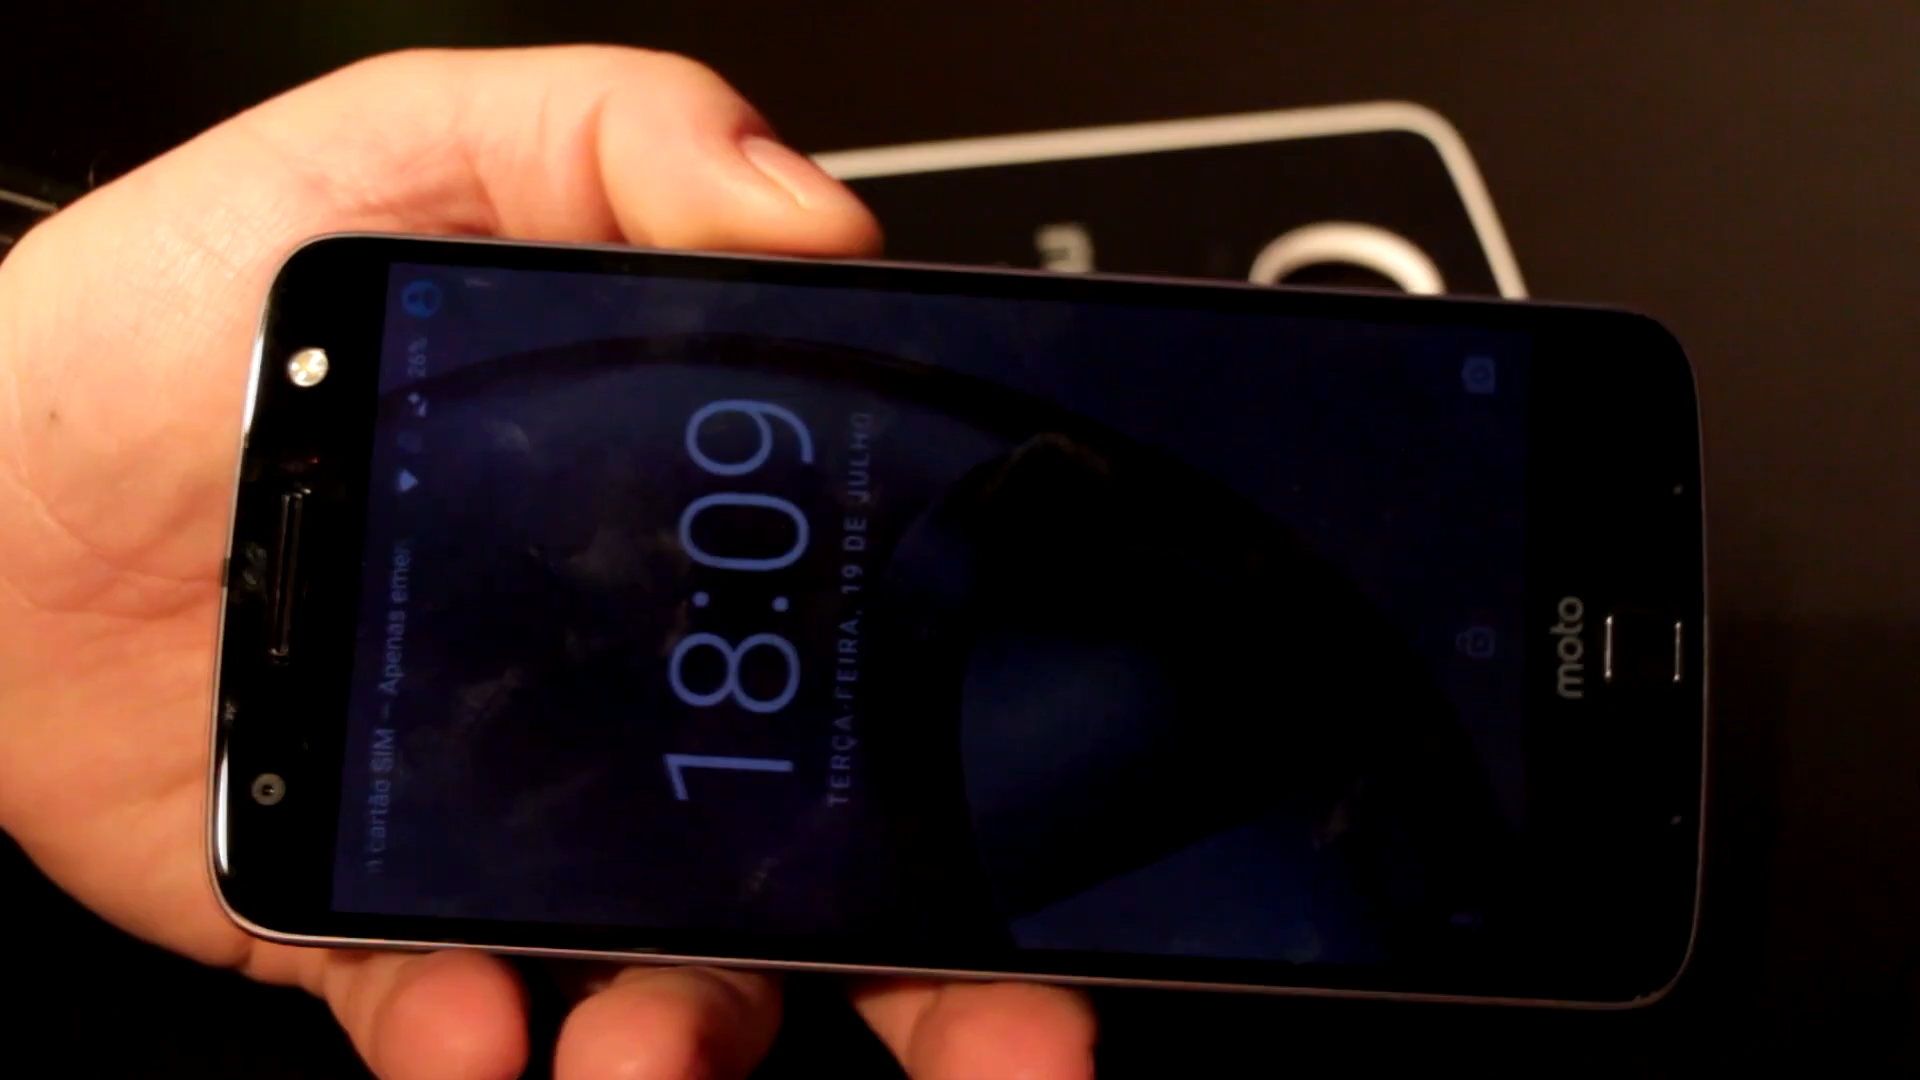 cartão SIM – Apenas emer
26%
18:09
TERÇA-FEIRA, 19 DE JULHO
moto